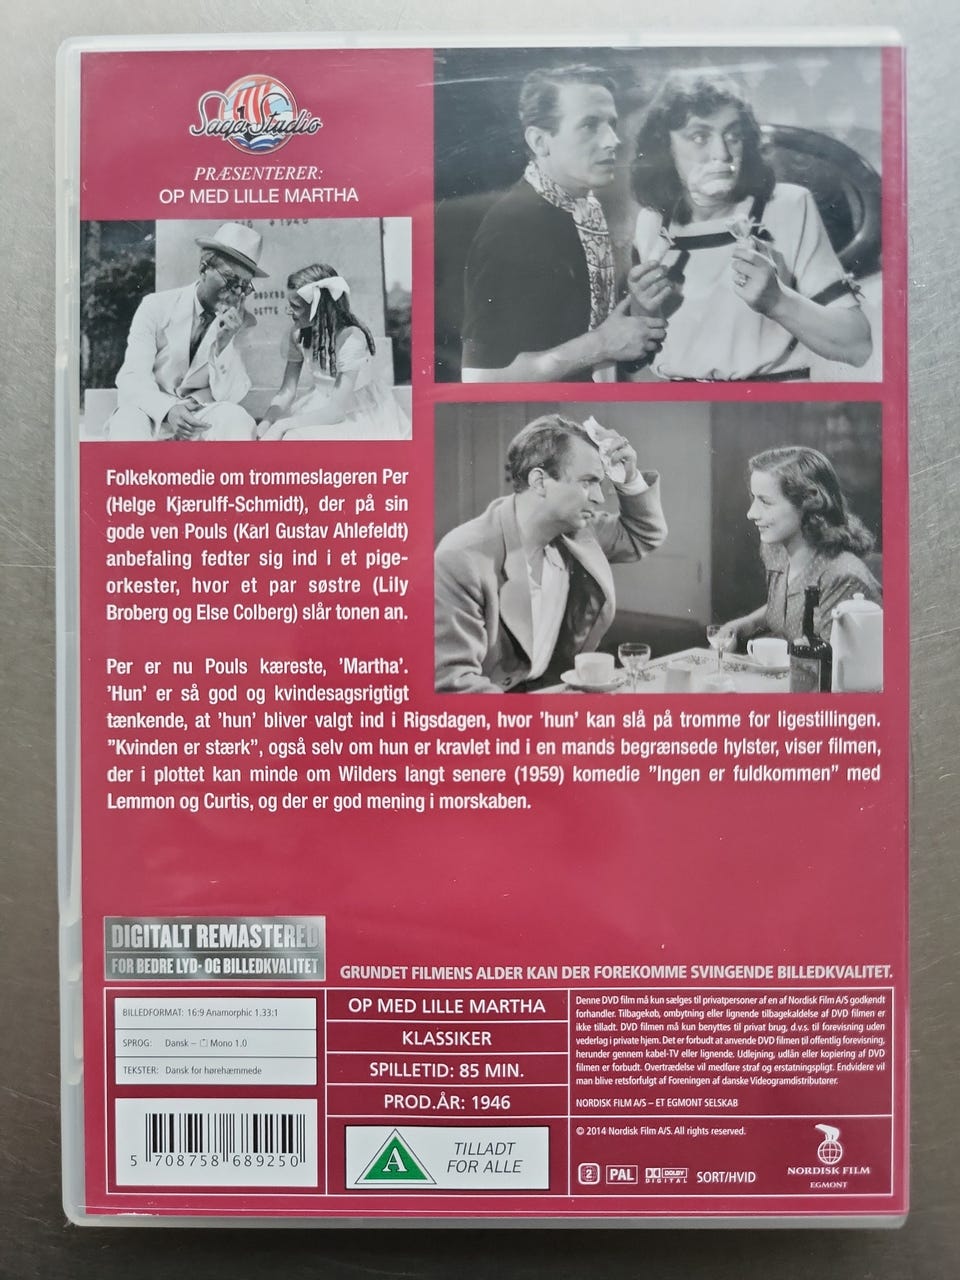 Saga Studio
PRÆSENTERER:
OP MED LILLE MARTHA
DØDKØB
DETTE
Folkekomedie om trommeslageren Per
(Helge Kjærulff-Schmidt), der på sin
gode ven Pouls (Karl Gustav Ahlefeldt)
anbefaling fedter sig ind i et pige-
orkester, hvor et par søstre (Lily
Broberg og Else Colberg) slår tonen an.
Per er nu Pouls kæreste, 'Martha'.
'Hun' er så god og kvindesagsrigtigt
tænkende, at 'hun' bliver valgt ind i Rigsdagen, hvor 'hun' kan slå på tromme for ligestillingen.
"Kvinden er stærk", også selv om hun er kravlet ind i en mands begrænsede hylster, viser filmen,
der i plottet kan minde om Wilders langt senere (1959) komedie "Ingen er fuldkommen" med
Lemmon og Curtis, og der er god mening i morskaben.
DIGITALT REMASTERED
FOR BEDRE LYD- OG BILLEDKVALITET
GRUNDET FILMENS ALDER KAN DER FOREKOMME SVINGENDE BILLEDKVALITET.
BILLEDFORMAT: 16:9 Anamorphic 1.33:1
SPROG: Dansk – Mono 1.0
TEKSTER: Dansk for hørehæmmede
5 708758 689250
OP MED LILLE MARTHA
KLASSIKER
SPILLETID: 85 MIN.
PROD.ÅR: 1946
A
TILLADT
FOR ALLE
Denne DVD film må kun sælges til privatpersoner af en af Nordisk Film A/S godkendt
forhandler. Tilbagekøb, ombytning eller lignende tilbagekaldelse af DVD filmen er
ikke tilladt. DVD filmen må kun benyttes til privat brug, d.v.s. til forevisning uden
vederlag i private hjem. Det er forbudt at anvende DVD filmen til offentlig forevisning,
herunder gennem kabel-TV eller lignende. Udlejning, udlån eller kopiering af DVD
filmen er forbudt. Overtrædelse vil medføre straf og erstatningspligt. Endvidere vil
man blive retsforfulgt af Foreningen af danske Videogramdistributører.
NORDISK FILM A/S – ET EGMONT SELSKAB
© 2014 Nordisk Film A/S. All rights reserved.
2 PAL DOLBY DIGITAL SORT/HVID
NORDISK FILM
EGMONT